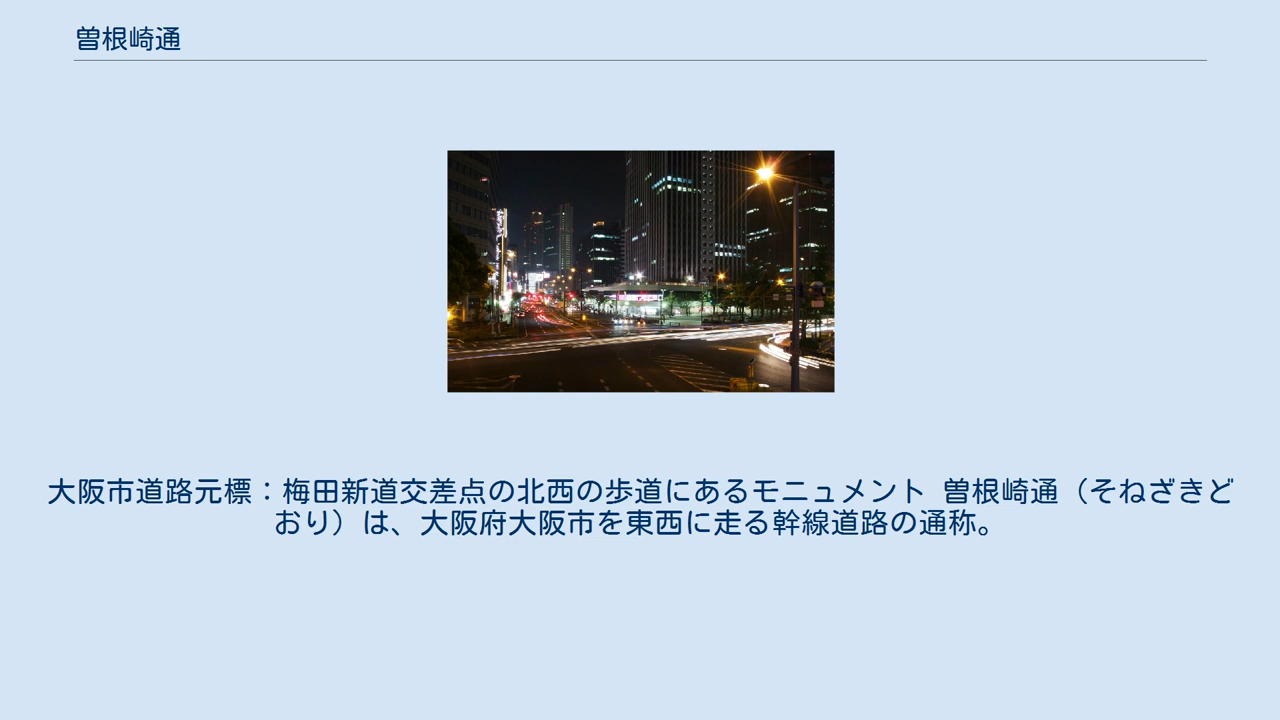 曽根崎通
大阪市道路元標：梅田新道交差点の北西の歩道にあるモニュメント 曽根崎通（そねざきど
おり）は、大阪府大阪市を東西に走る幹線道路の通称。